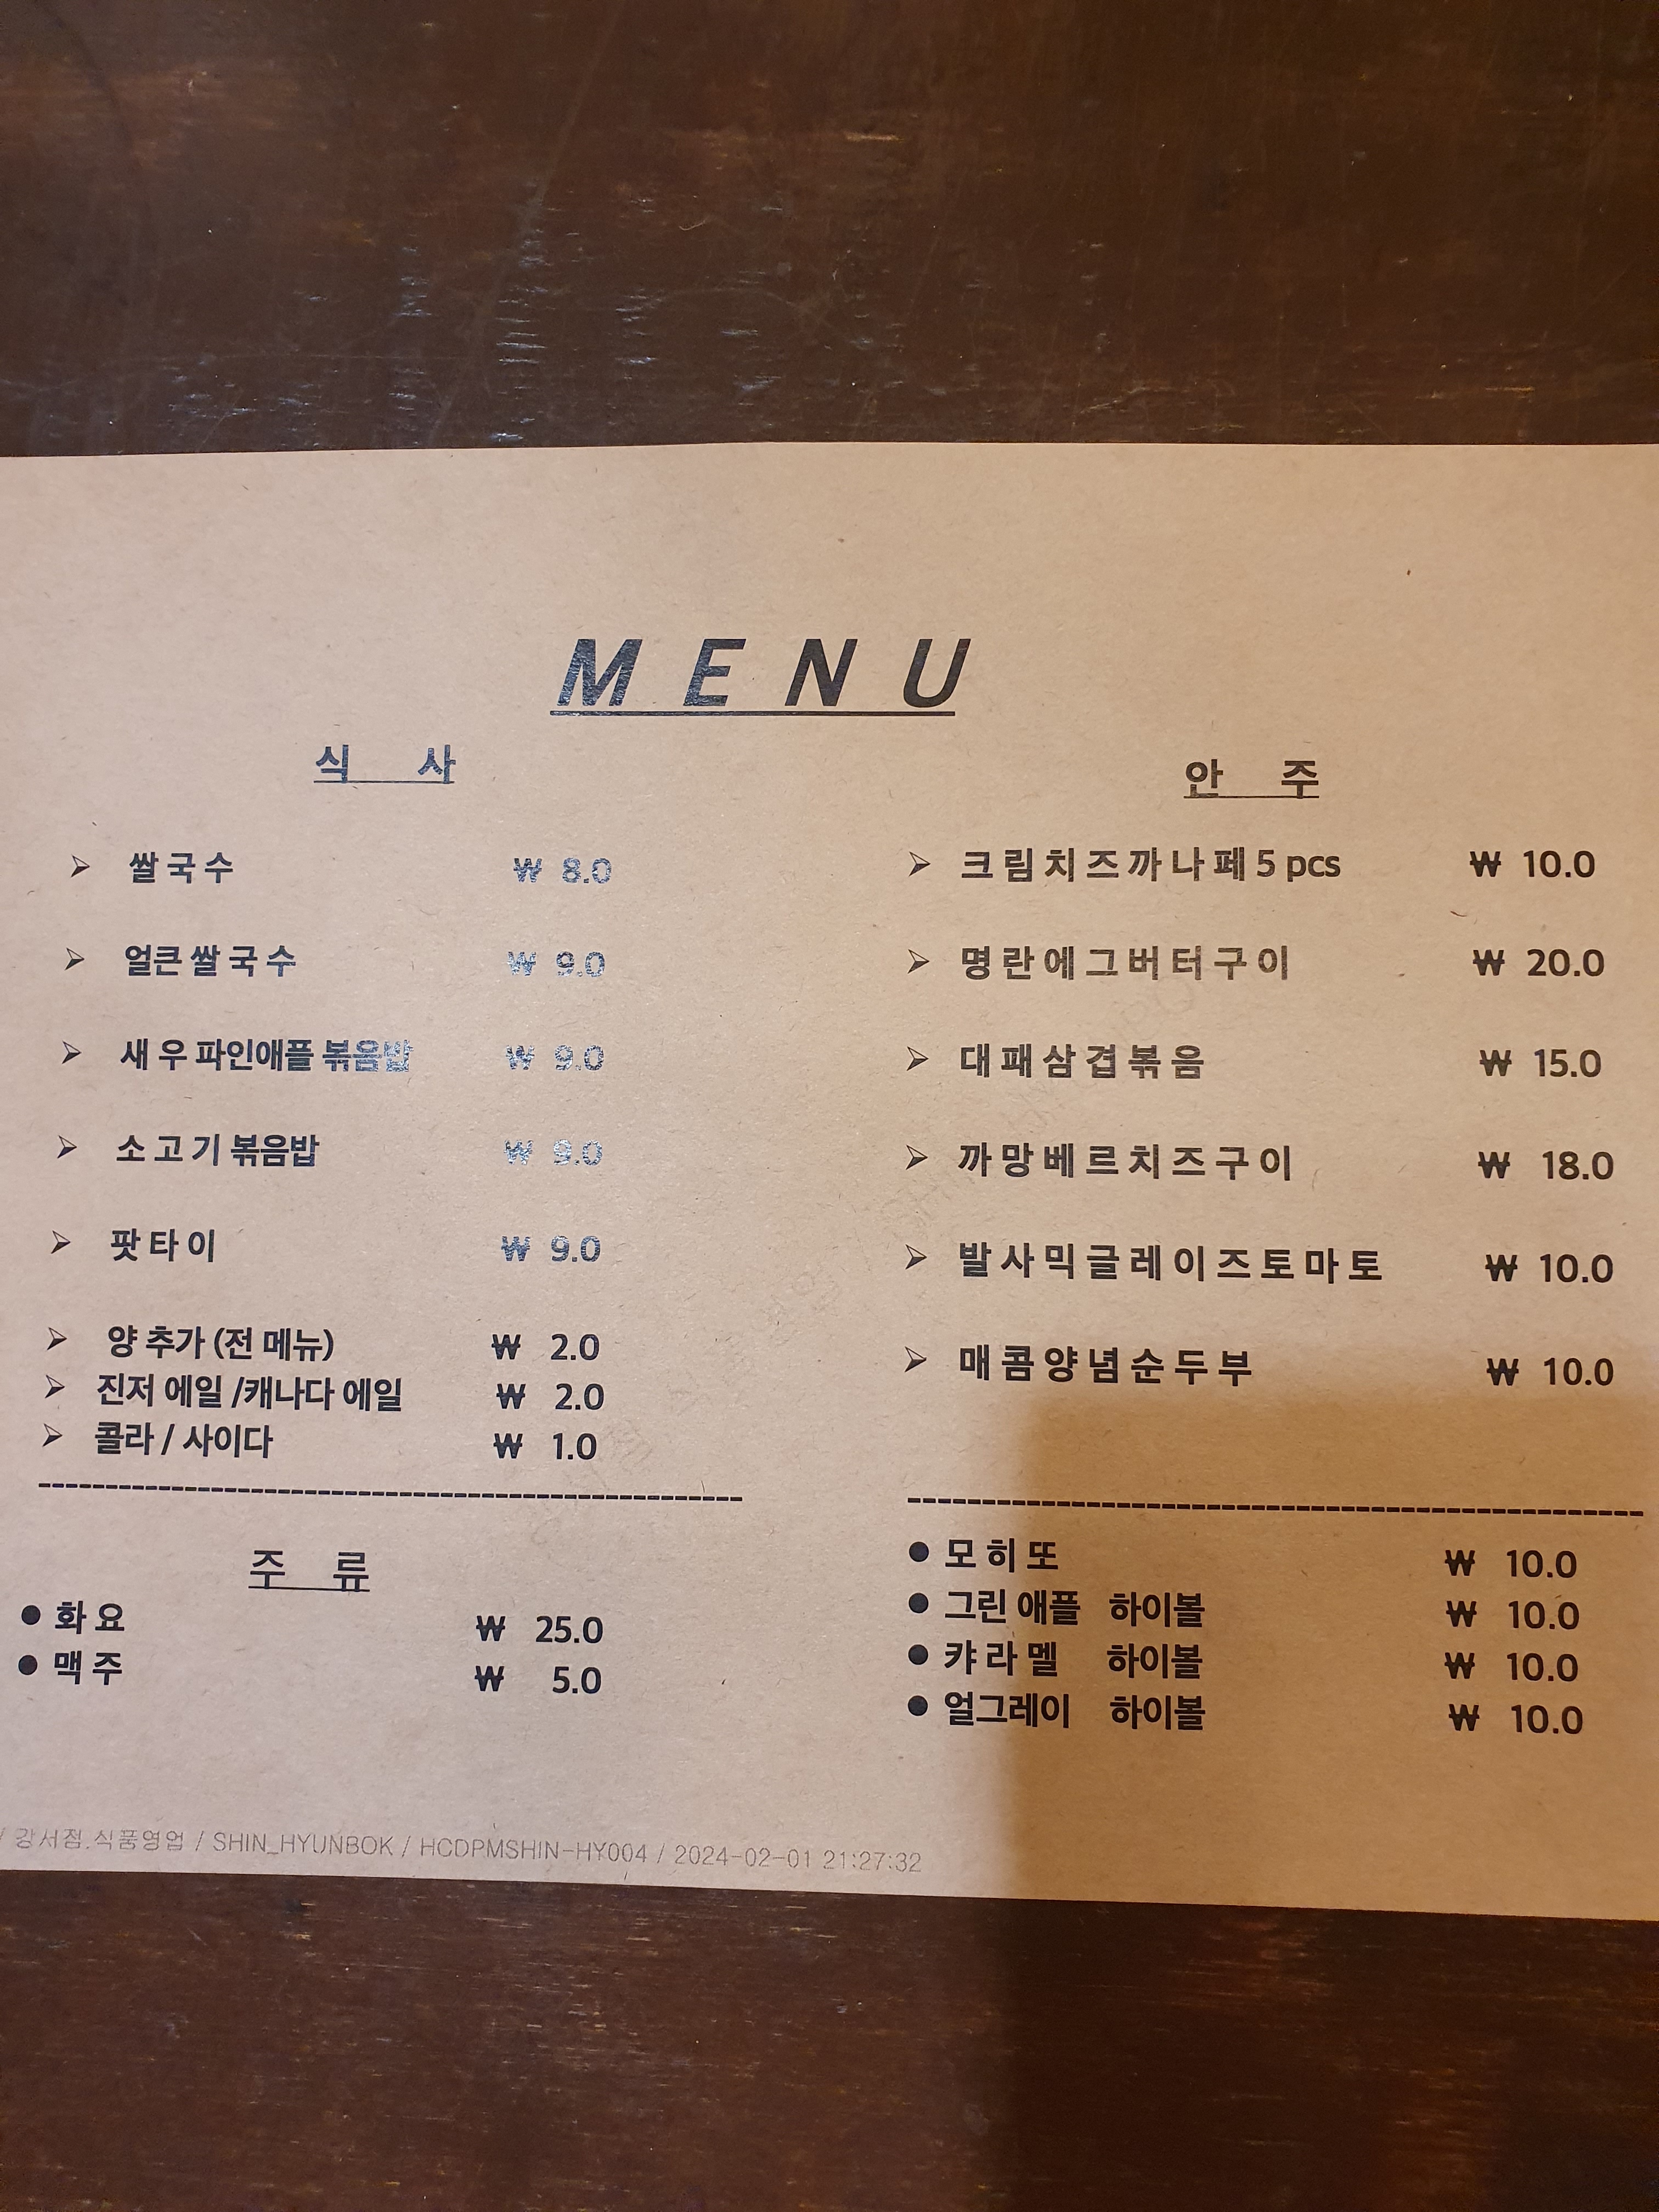 MENU
식 사
쌀국수 ₩ 8.0
얼큰쌀국수 ₩ 9.0
새우파인애플 볶음밥 ₩ 9.0
소고기 볶음밥 ₩ 9.0
팟타이 ₩ 9.0
양 추가 (전 메뉴) ₩ 2.0
진저 에일 /캐나다 에일 ₩ 2.0
콜라 / 사이다 ₩ 1.0
안 주
크림치즈까나페 5 pcs ₩ 10.0
명란에그버터구이 ₩ 20.0
대패삼겹볶음 ₩ 15.0
까망베르치즈구이 ₩ 18.0
발사믹글레이즈토마토 ₩ 10.0
매콤양념순두부 ₩ 10.0
주 류
화요 ₩ 25.0
맥주 ₩ 5.0
모히또 ₩ 10.0
그린 애플 하이볼 ₩ 10.0
캬라멜 하이볼 ₩ 10.0
얼그레이 하이볼 ₩ 10.0
/ 강서점.식품영업 / SHIN_HYUNBOK / HCDPMSHIN-HY004 / 2024-02-01 21:27:32